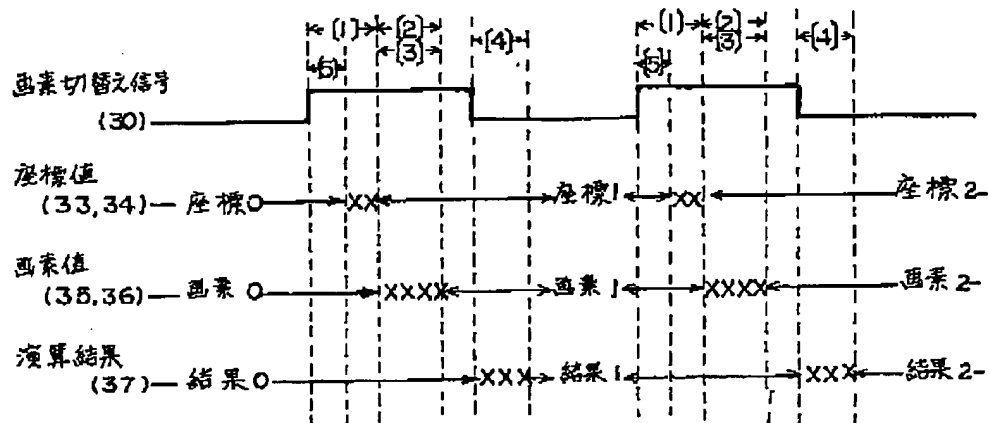 (1) (2) (1) (2)
(3) (4) (3) (4)
(5) (5)
画素切替え信号
(30)
座標値
(33,34) 座標0 XX 座標1 XX 座標2
画素値
(35,36) 画素0 XXXX 画素1 XXXX 画素2
演算結果
(37) 結果0 XXX 結果1 XXX 結果2